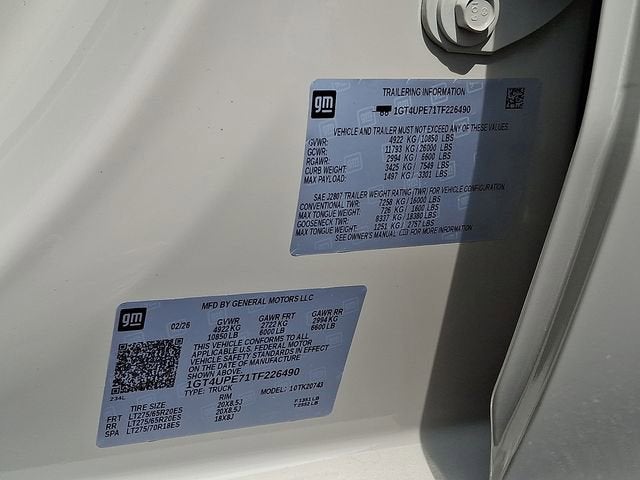 gm
TRAILERING INFORMATION
1GT4UPE71TF226490
VEHICLE AND TRAILER MUST NOT EXCEED ANY OF THESE VALUES
GVWR: 4922 KG / 10850 LBS
GCWR: 11793 KG / 26000 LBS
RGAWR: 2994 KG / 6600 LBS
CURB WEIGHT: 3425 KG / 7549 LBS
MAX PAYLOAD: 1497 KG / 3301 LBS
SAE J2807 TRAILER WEIGHT RATING (TWR) FOR VEHICLE CONFIGURATION
CONVENTIONAL TWR: 7258 KG / 16000 LBS
MAX TONGUE WEIGHT: 726 KG / 1600 LBS
GOOSENECK TWR: 8337 KG / 18380 LBS
MAX TONGUE WEIGHT: 1251 KG / 2757 LBS
SEE OWNER'S MANUAL FOR MORE INFORMATION
gm
MFD BY GENERAL MOTORS LLC
02/26
GVWR GAWR FRT GAWR RR
4922 KG 2722 KG 2994 KG
10850 LB 6000 LB 6600 LB
THIS VEHICLE CONFORMS TO ALL
APPLICABLE U.S. FEDERAL MOTOR
VEHICLE SAFETY STANDARDS IN EFFECT
ON THE DATE OF MANUFACTURE
SHOWN ABOVE.
1GT4UPE71TF226490
234L
TYPE: TRUCK MODEL: 10TK20743
TIRE SIZE RIM
FRT LT275/65R20ES 20X8.5J
RR LT275/65R20ES 20X8.5J
SPA LT275/70R18ES 18X8J